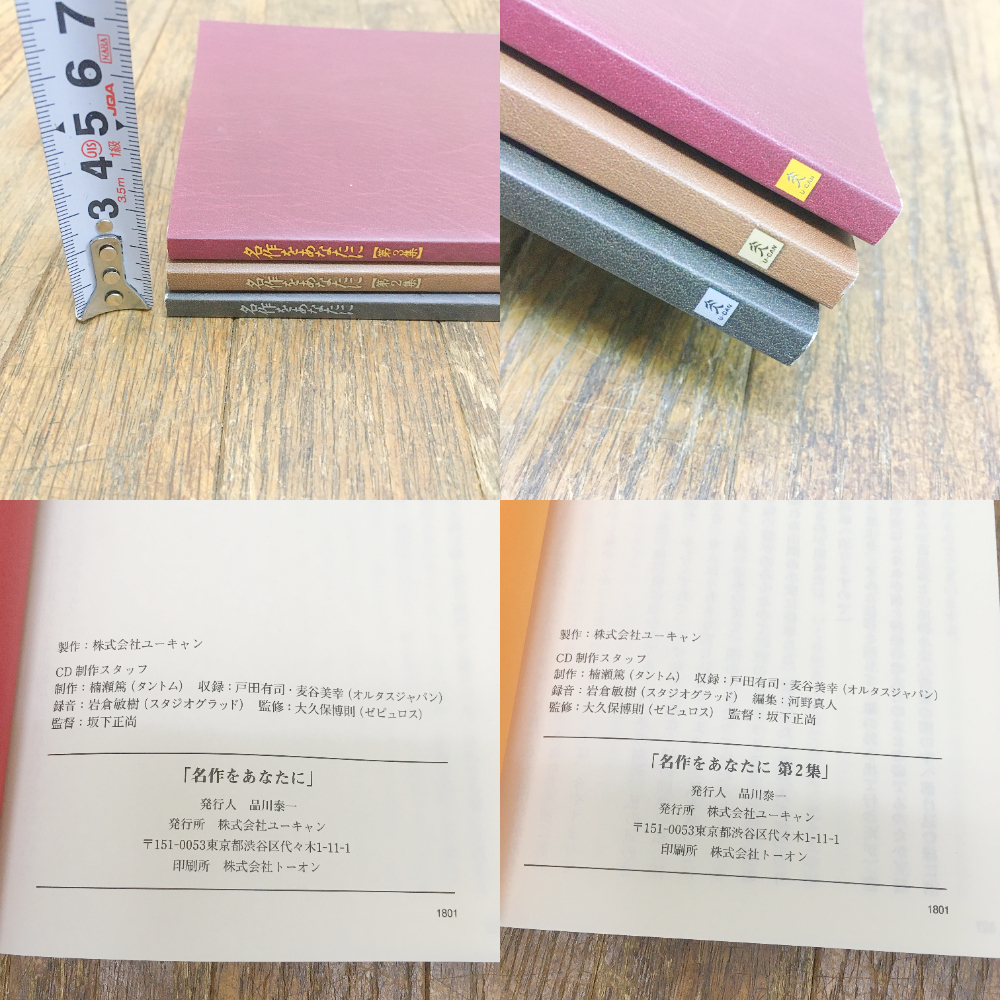 7
HARA
6
JQA
5
JIS
1級
4
3.5m
3
名作をあなたに【第3集】
名作をあなたに【第2集】
名作をあなたに
U-CAN
U-CAN
U-CAN
製作：株式会社ユーキャン
CD制作スタッフ
制作：楠瀬篤（タントム）　収録：戸田有司・麦谷美幸（オルタスジャパン）
録音：岩倉敏樹（スタジオグラッド）　監修：大久保博則（ゼピュロス）
監督：坂下正尚
「名作をあなたに」
発行人　品川泰一
発行所　株式会社ユーキャン
〒151-0053東京都渋谷区代々木1-11-1
印刷所　株式会社トーオン
1801
製作：株式会社ユーキャン
CD制作スタッフ
制作：楠瀬篤（タントム）　収録：戸田有司・麦谷美幸（オルタスジャパン）
録音：岩倉敏樹（スタジオグラッド）　編集：河野真人
監修：大久保博則（ゼピュロス）　監督：坂下正尚
「名作をあなたに 第2集」
発行人　品川泰一
発行所　株式会社ユーキャン
〒151-0053東京都渋谷区代々木1-11-1
印刷所　株式会社トーオン
1801